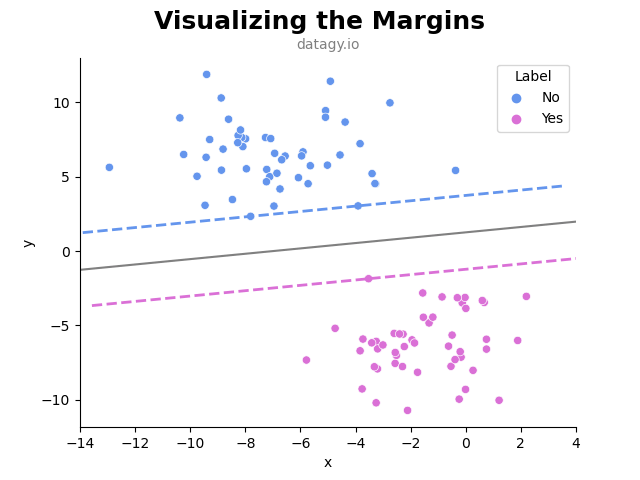 Visualizing the Margins
datagy.io
Label
No
Yes
10
5
0
−5
−10
y
−14 −12 −10 −8 −6 −4 −2 0 2 4
x